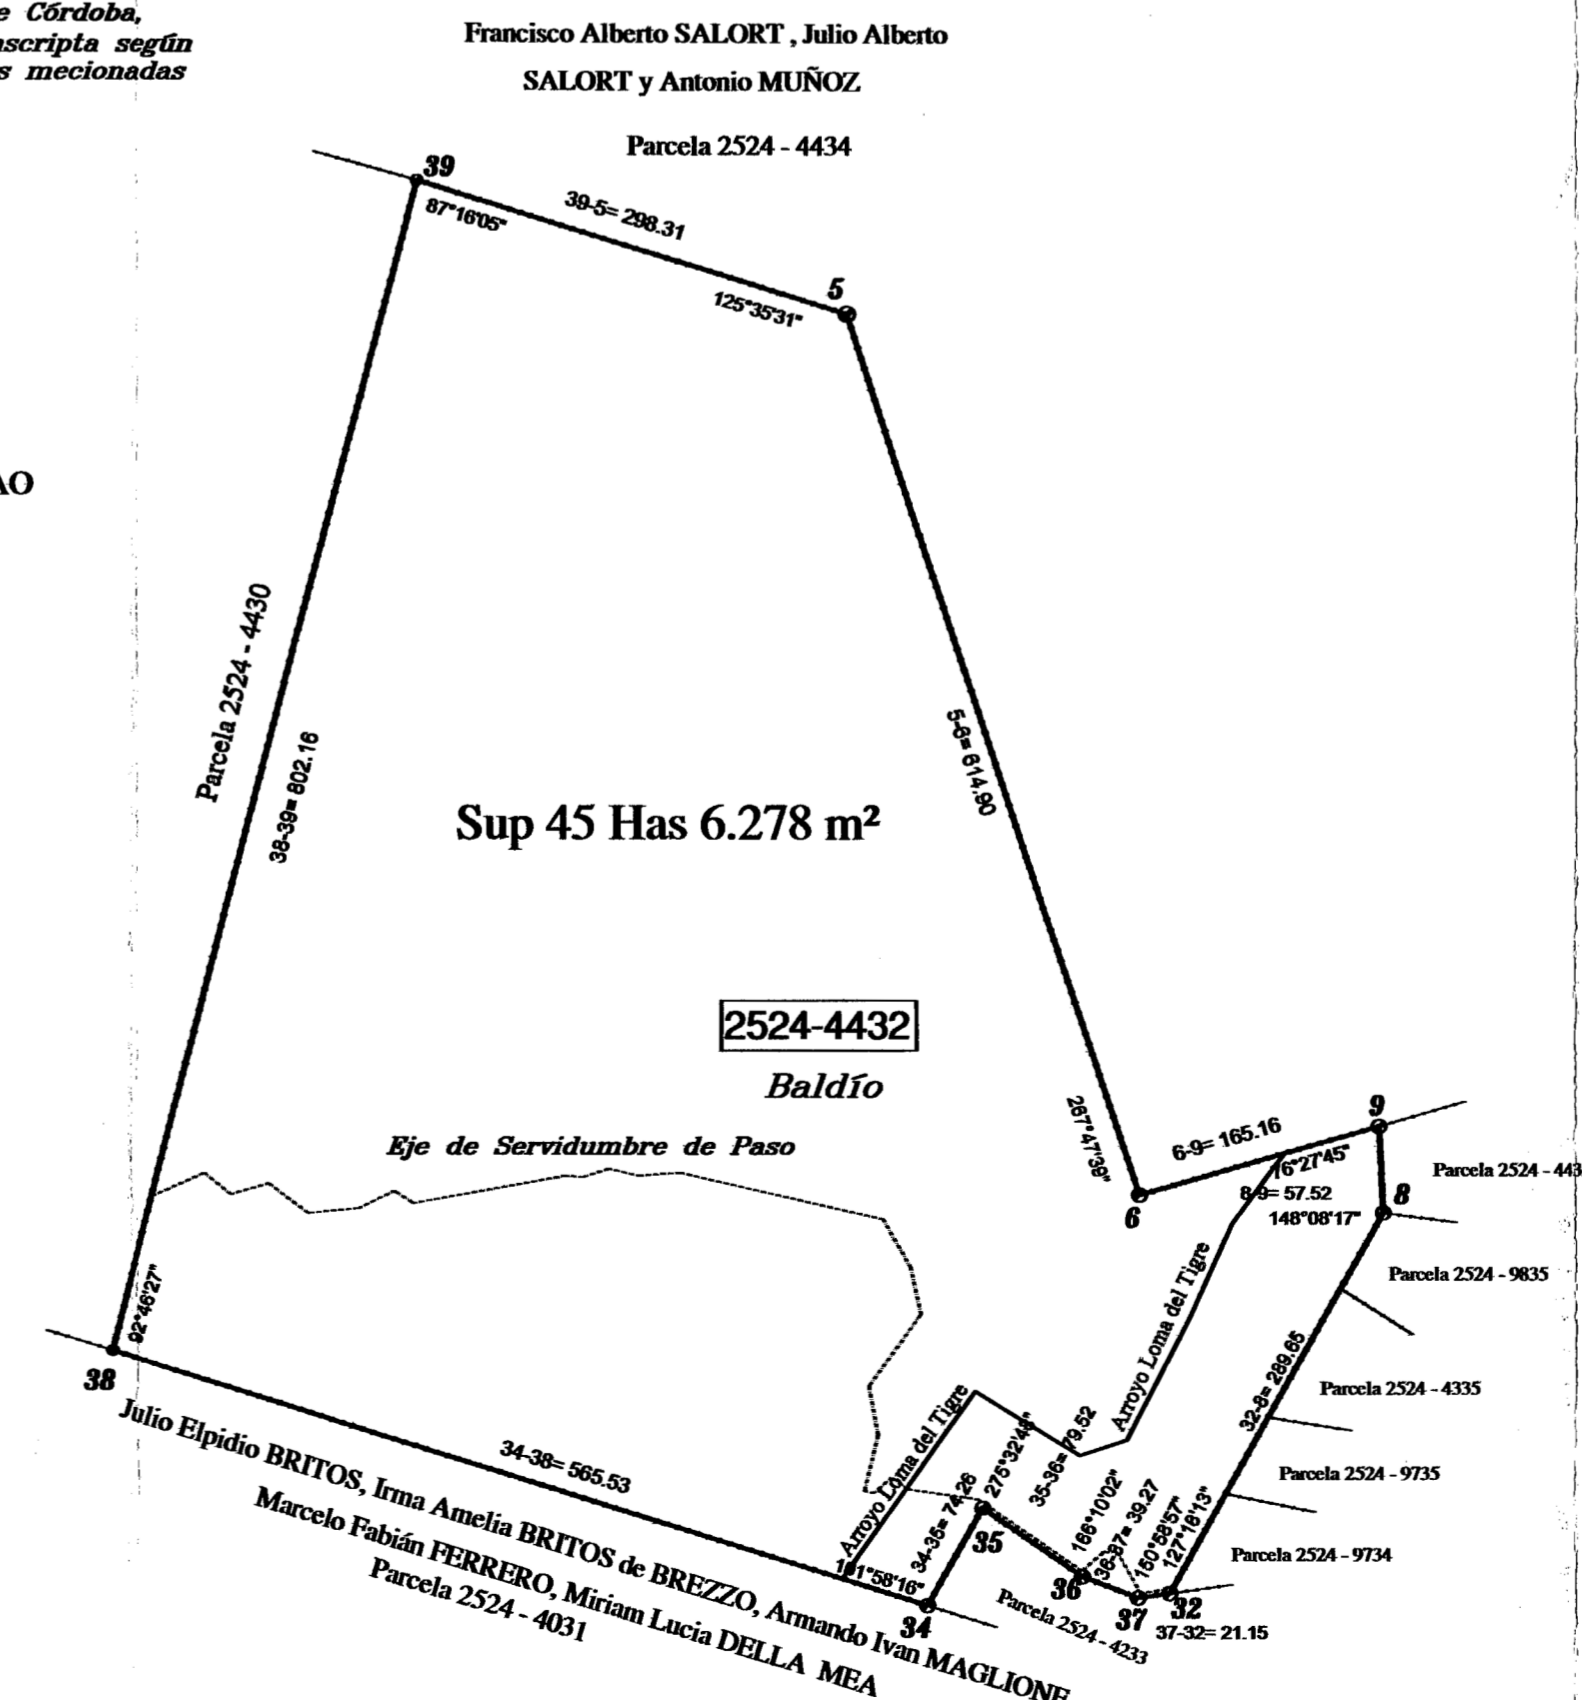 e Córdoba,
nscripta según
s mecionadas
Francisco Alberto SALORT , Julio Alberto
SALORT y Antonio MUÑOZ
Parcela 2524 - 4434
39
87°16'05"
39-5= 298.31
5
125°35'31"
AO
Parcela 2524 - 4430
38-39= 802.16
5-6= 614.90
Sup 45 Has 6.278 m²
2524-4432
Baldío
Eje de Servidumbre de Paso
267°47'39"
6
6-9= 165.16
9
76°27'45"
8-9= 57.52
148°08'17"
8
Parcela 2524 - 443
Parcela 2524 - 9835
Arroyo Loma del Tigre
32-8= 289.65
Parcela 2524 - 4335
Parcela 2524 - 9735
Parcela 2524 - 9734
92°46'27"
38
34-38= 565.53
Arroyo Loma del Tigre
101°58'16"
34
34-35= 74.26
275°32'48"
35
35-36= 79.52
166°10'02"
36
36-37= 39.27
150°58'57"
37
127°18'13"
32
37-32= 21.15
Parcela 2524 - 4233
Julio Elpidio BRITOS, Irma Amelia BRITOS de BREZZO, Armando Ivan MAGLIONE
Marcelo Fabián FERRERO, Miriam Lucia DELLA MEA
Parcela 2524 - 4031